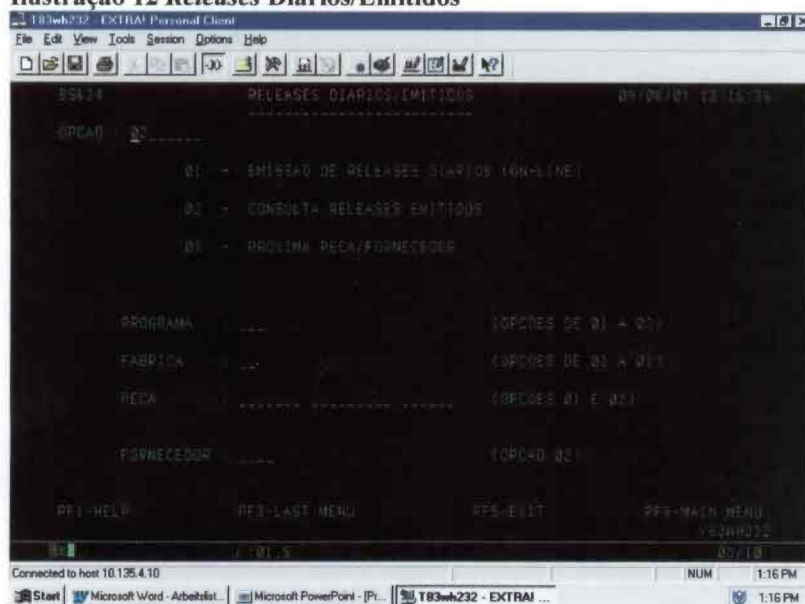 Ilustração 12 Releases Diários/Emitidos
T83wh232 - EXTRA! Personal Client
File Edit View Tools Session Options Help
RELEASES DIARIOS/EMITIDOS
OPCAO : 02
01 - EMISSAO DE RELEASES DIARIOS (ON-LINE)
02 - CONSULTA RELEASES EMITIDOS
03 - PROXIMA PECA/FORNECEDOR
PROGRAMA : (OPCOES DE 01 A 03)
FABRICA : (OPCOES DE 01 A 03)
PECA : (OPCOES 01 E 02)
FORNECEDOR : (OPCAO 02)
PF1-HELP PF3-LAST MENU PF5-EXIT MAIN MENU
Connected to host 10.135.4.10 NUM 1:16 PM
Start Microsoft Word - Arbeitslist... Microsoft PowerPoint - [Pr... T83wh232 - EXTRA! ... 1:16 PM